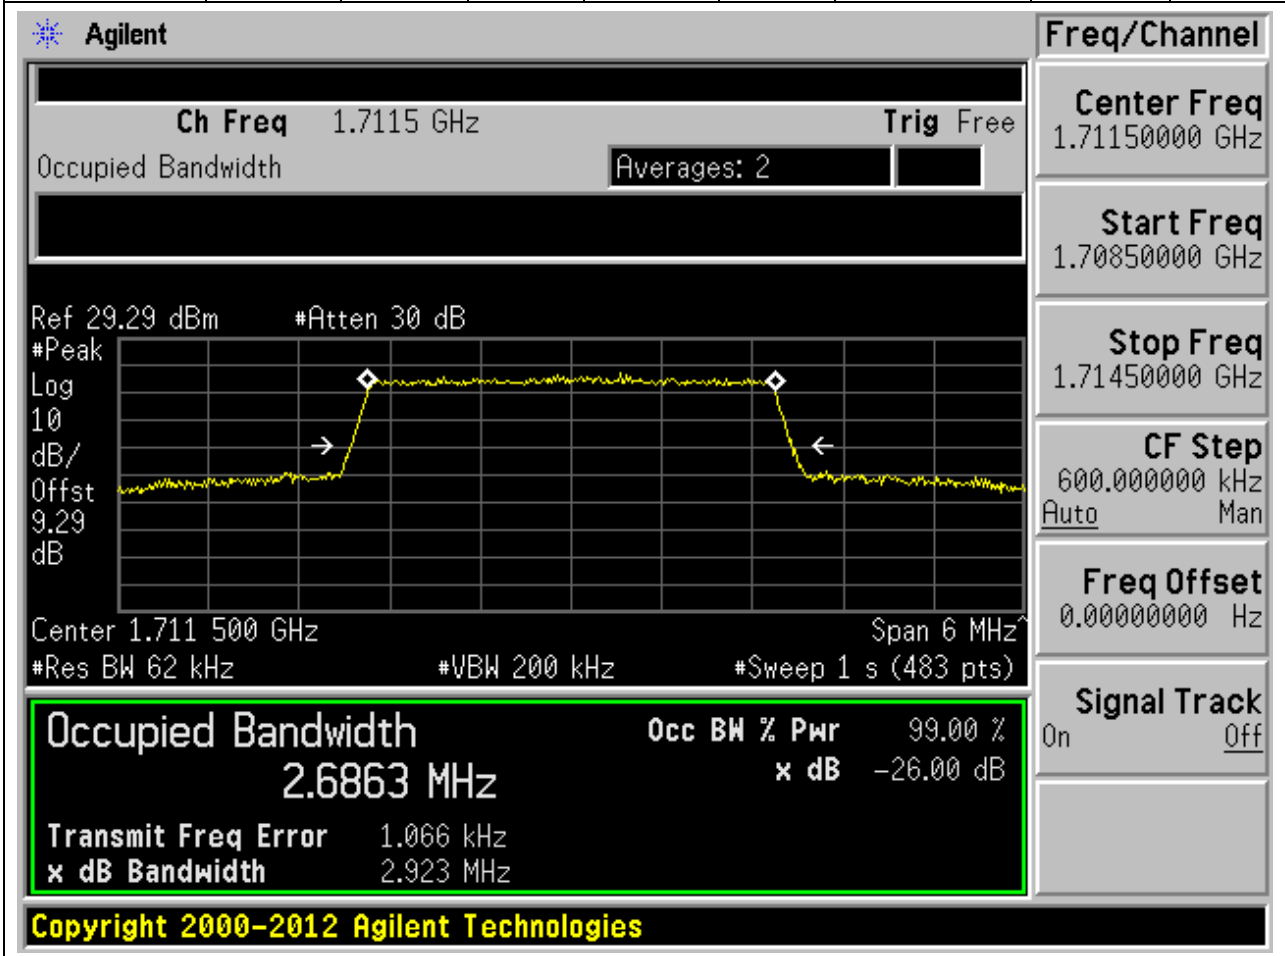 Agilent
Freq/Channel
Ch Freq 1.7115 GHz Trig Free
Occupied Bandwidth Averages: 2
Center Freq
1.71150000 GHz
Start Freq
1.70850000 GHz
Stop Freq
1.71450000 GHz
CF Step
600.000000 kHz
Auto Man
Freq Offset
0.00000000 Hz
Signal Track
On Off
Ref 29.29 dBm #Atten 30 dB
#Peak
Log
10
dB/
Offst
9.29
dB
Center 1.711 500 GHz Span 6 MHz^
#Res BW 62 kHz #VBW 200 kHz #Sweep 1 s (483 pts)
Occupied Bandwidth Occ BW % Pwr 99.00 %
2.6863 MHz x dB -26.00 dB
Transmit Freq Error 1.066 kHz
x dB Bandwidth 2.923 MHz
Copyright 2000-2012 Agilent Technologies